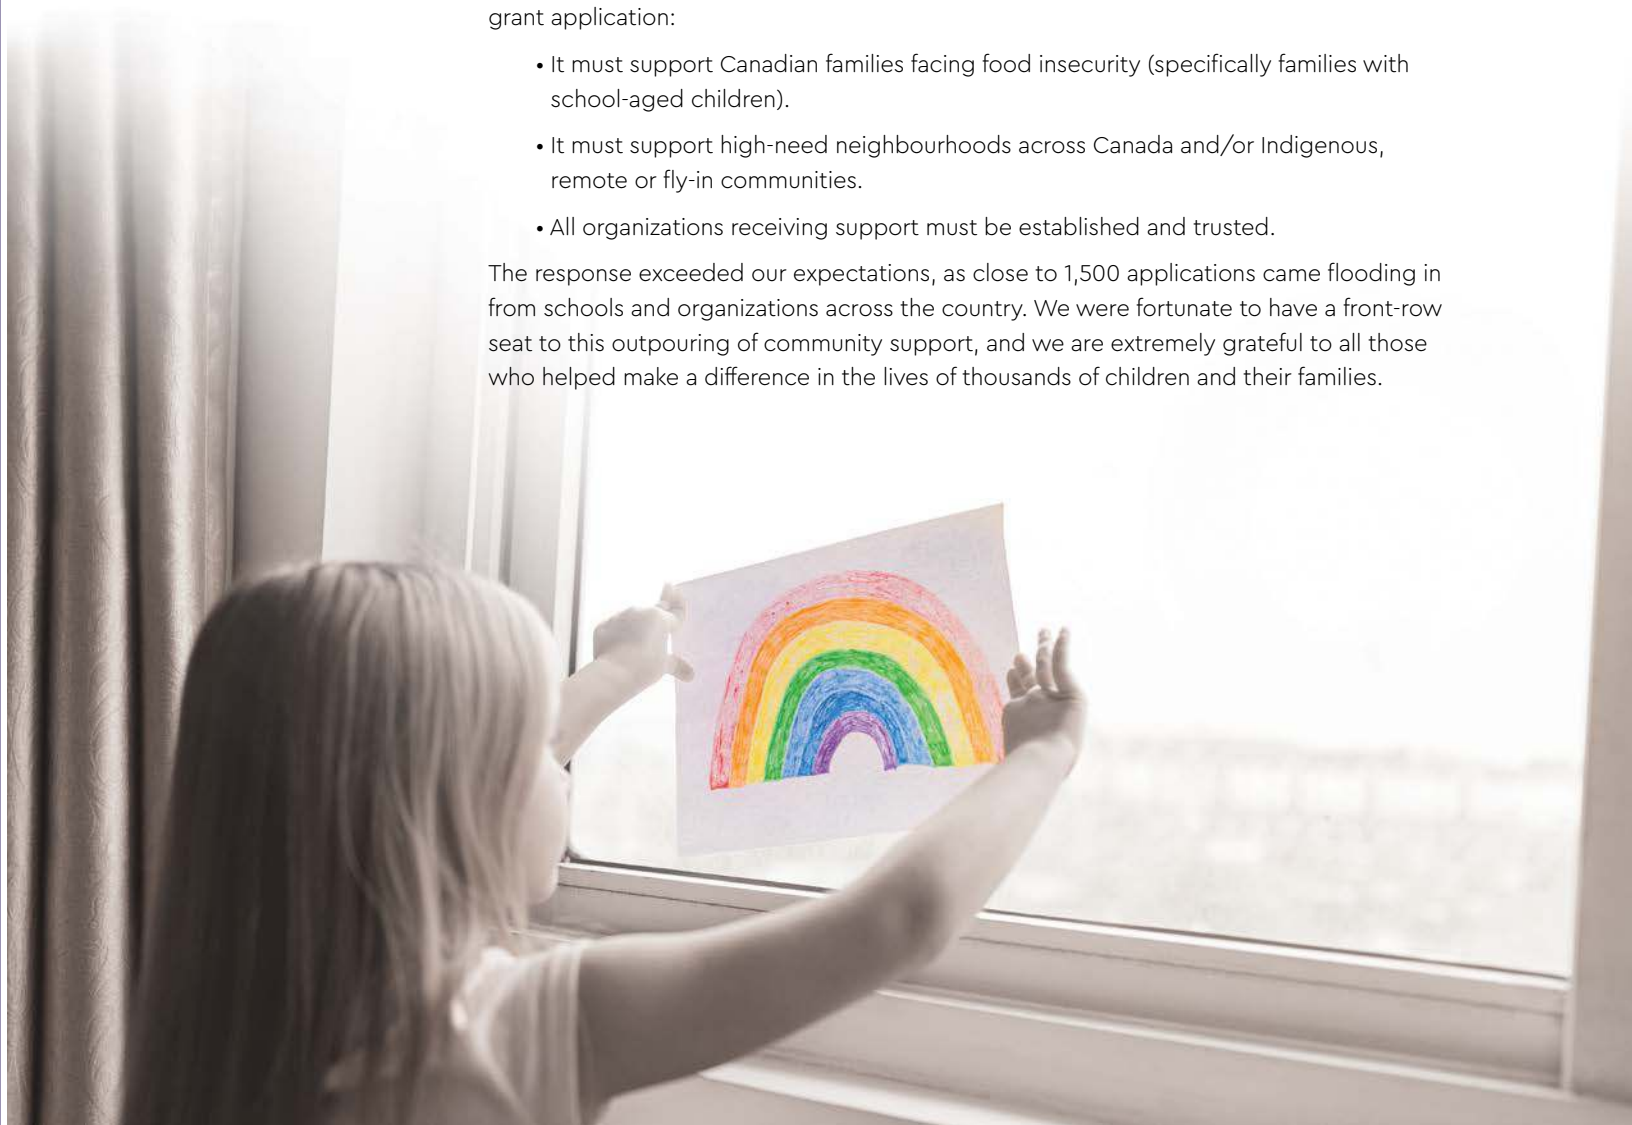 grant application:
• It must support Canadian families facing food insecurity (specifically families with
school-aged children).
• It must support high-need neighbourhoods across Canada and/or Indigenous,
remote or fly-in communities.
• All organizations receiving support must be established and trusted.
The response exceeded our expectations, as close to 1,500 applications came flooding in
from schools and organizations across the country. We were fortunate to have a front-row
seat to this outpouring of community support, and we are extremely grateful to all those
who helped make a difference in the lives of thousands of children and their families.